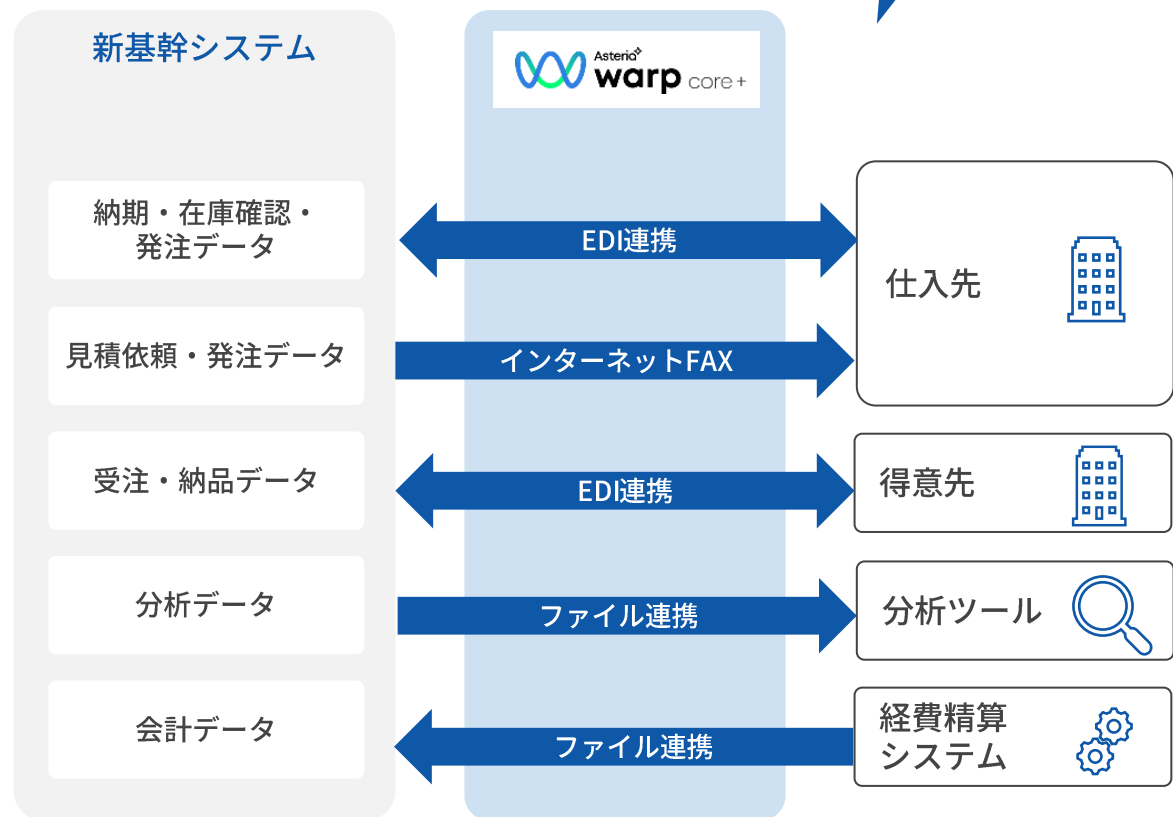 新基幹システム
Asteria
warp core+
納期・在庫確認・
発注データ
EDI連携
仕入先
見積依頼・発注データ
インターネットFAX
受注・納品データ
EDI連携
得意先
分析データ
ファイル連携
分析ツール
会計データ
ファイル連携
経費精算
システム